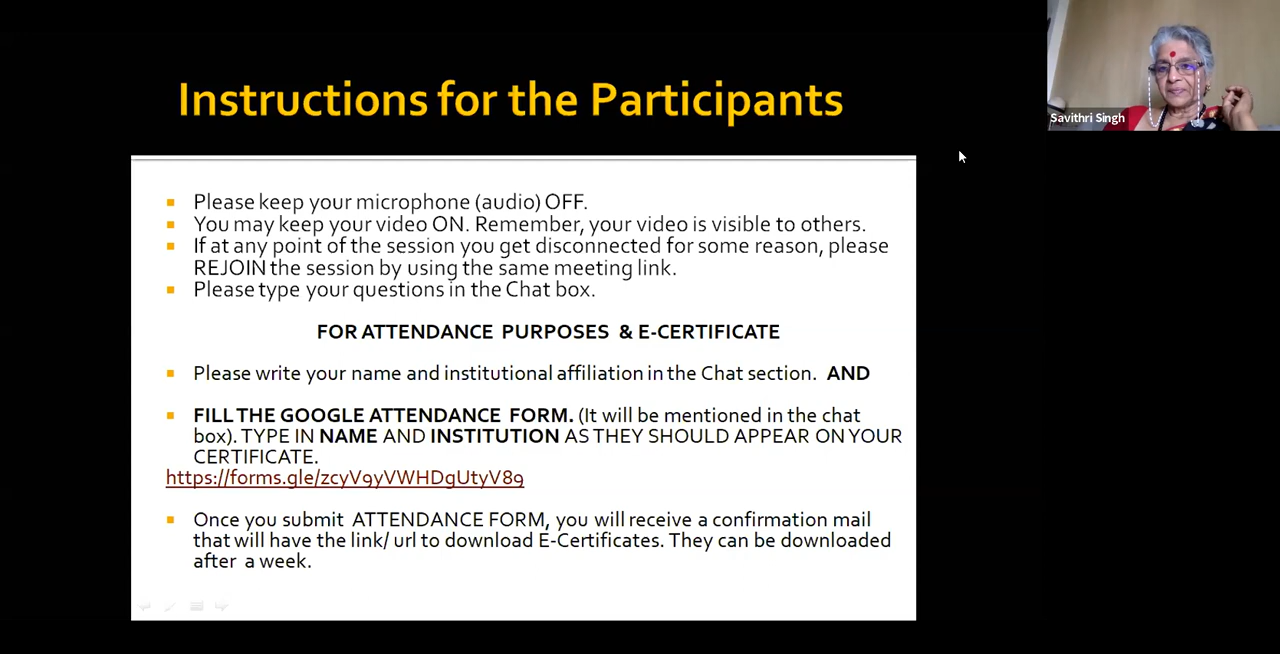 Instructions for the Participants
Savithri Singh
Please keep your microphone (audio) OFF.
You may keep your video ON. Remember, your video is visible to others.
If at any point of the session you get disconnected for some reason, please
REJOIN the session by using the same meeting link.
Please type your questions in the Chat box.
FOR ATTENDANCE PURPOSES & E-CERTIFICATE
Please write your name and institutional affiliation in the Chat section. AND
FILL THE GOOGLE ATTENDANCE FORM. (It will be mentioned in the chat
box). TYPE IN NAME AND INSTITUTION AS THEY SHOULD APPEAR ON YOUR
CERTIFICATE.
https://forms.gle/zcyV9yVWHDgUtyV89
Once you submit ATTENDANCE FORM, you will receive a confirmation mail
that will have the link/ url to download E-Certificates. They can be downloaded
after a week.